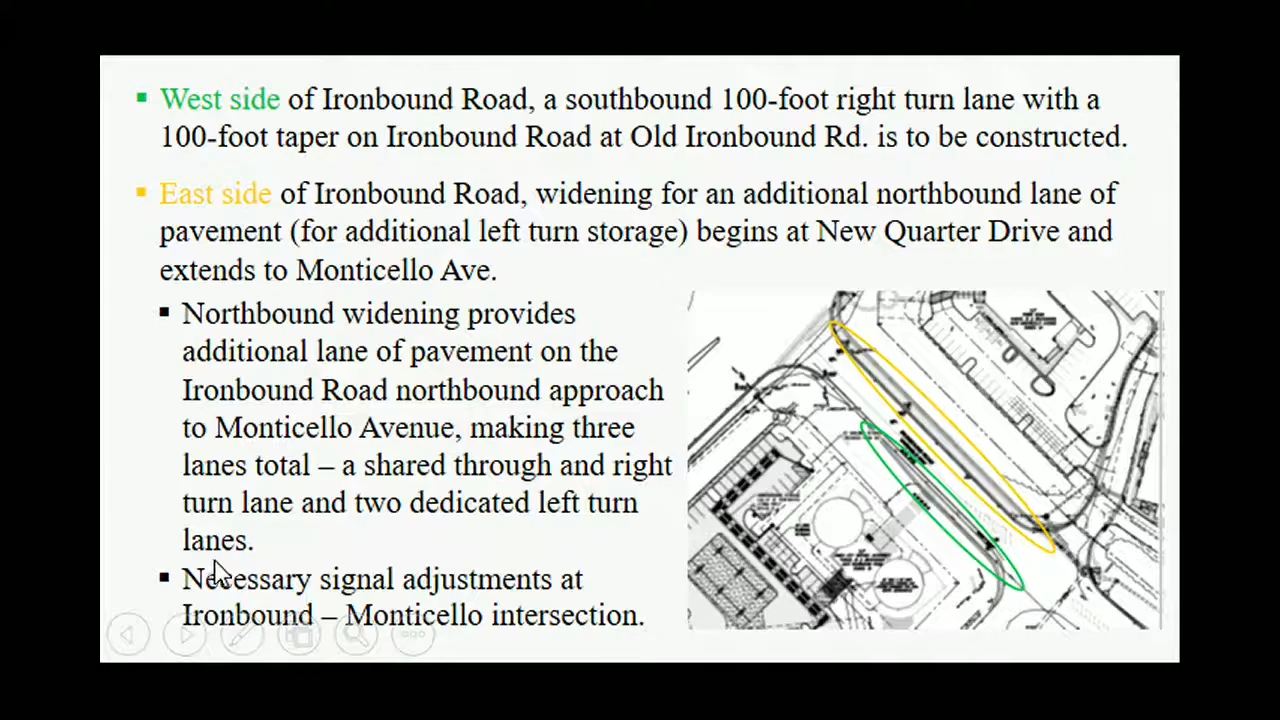 ▪ West side of Ironbound Road, a southbound 100-foot right turn lane with a
100-foot taper on Ironbound Road at Old Ironbound Rd. is to be constructed.
▪ East side of Ironbound Road, widening for an additional northbound lane of
pavement (for additional left turn storage) begins at New Quarter Drive and
extends to Monticello Ave.
▪ Northbound widening provides
additional lane of pavement on the
Ironbound Road northbound approach
to Monticello Avenue, making three
lanes total – a shared through and right
turn lane and two dedicated left turn
lanes.
▪ Necessary signal adjustments at
Ironbound – Monticello intersection.